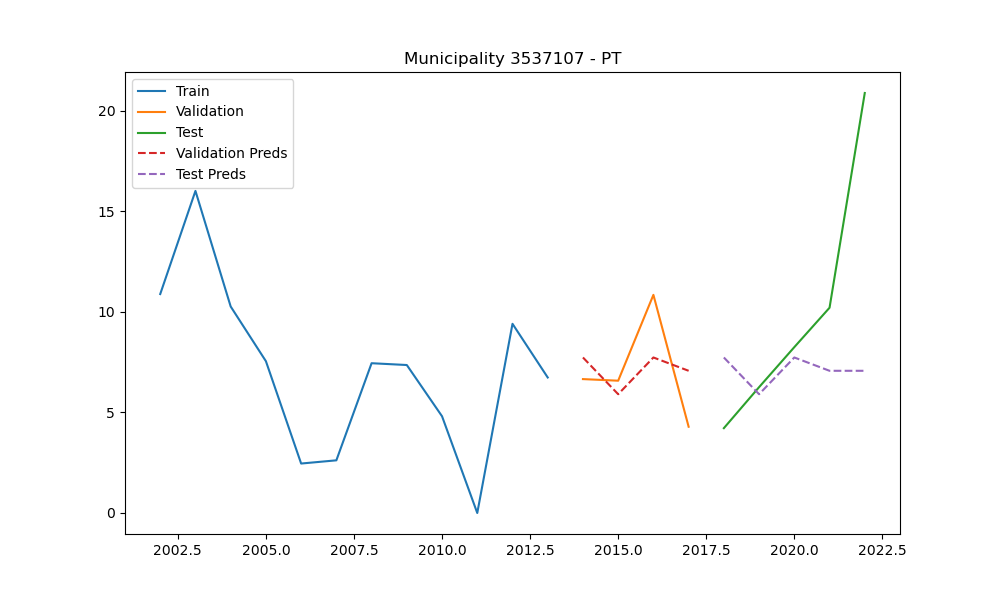 Municipality 3537107 - PT
Train
Validation
Test
Validation Preds
Test Preds
20
15
10
5
0
2002.5 2005.0 2007.5 2010.0 2012.5 2015.0 2017.5 2020.0 2022.5